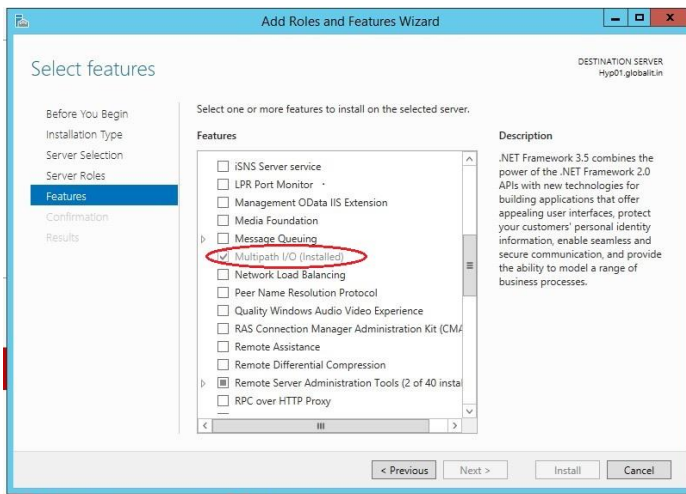 Add Roles and Features Wizard
Select features
DESTINATION SERVER
Hyp01.globalit.in
Before You Begin
Installation Type
Server Selection
Server Roles
Features
Confirmation
Results
Select one or more features to install on the selected server.
Features
iSNS Server service
LPR Port Monitor
Management OData IIS Extension
Media Foundation
Message Queuing
Multipath I/O (Installed)
Network Load Balancing
Peer Name Resolution Protocol
Quality Windows Audio Video Experience
RAS Connection Manager Administration Kit (CMA
Remote Assistance
Remote Differential Compression
Remote Server Administration Tools (2 of 40 instal
RPC over HTTP Proxy
Description
.NET Framework 3.5 combines the
power of the .NET Framework 2.0
APIs with new technologies for
building applications that offer
appealing user interfaces, protect
your customers' personal identity
information, enable seamless and
secure communication, and provide
the ability to model a range of
business processes.
< Previous
Next >
Install
Cancel